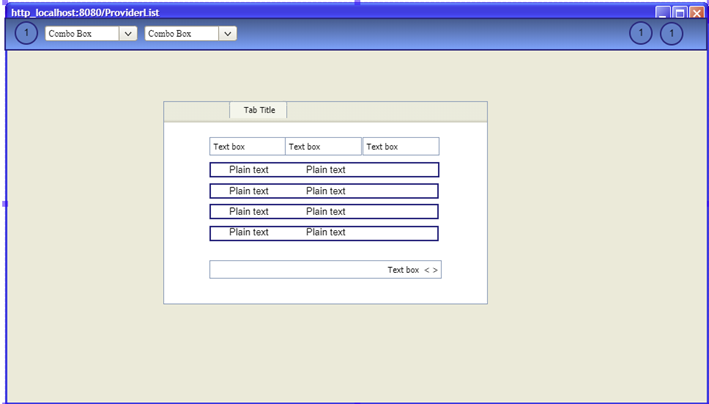 http_localhost:8080/ProviderList
1 Combo Box Combo Box 1 1
Tab Title
Text box Text box Text box
Plain text Plain text
Plain text Plain text
Plain text Plain text
Plain text Plain text
Text box < >